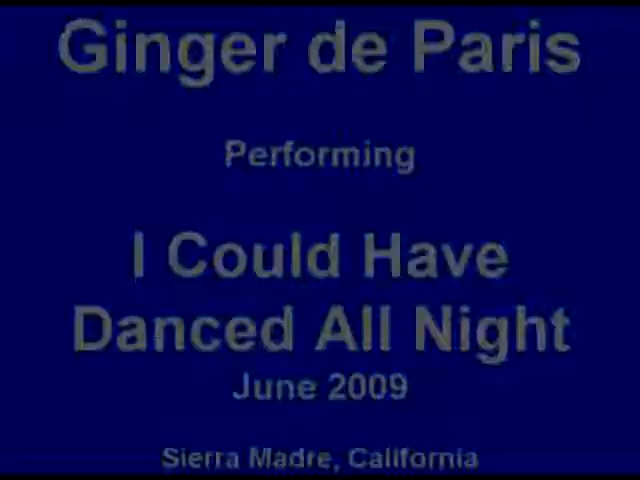 Ginger de Paris
Performing
I Could Have
Danced All Night
June 2009
Sierra Madre, California